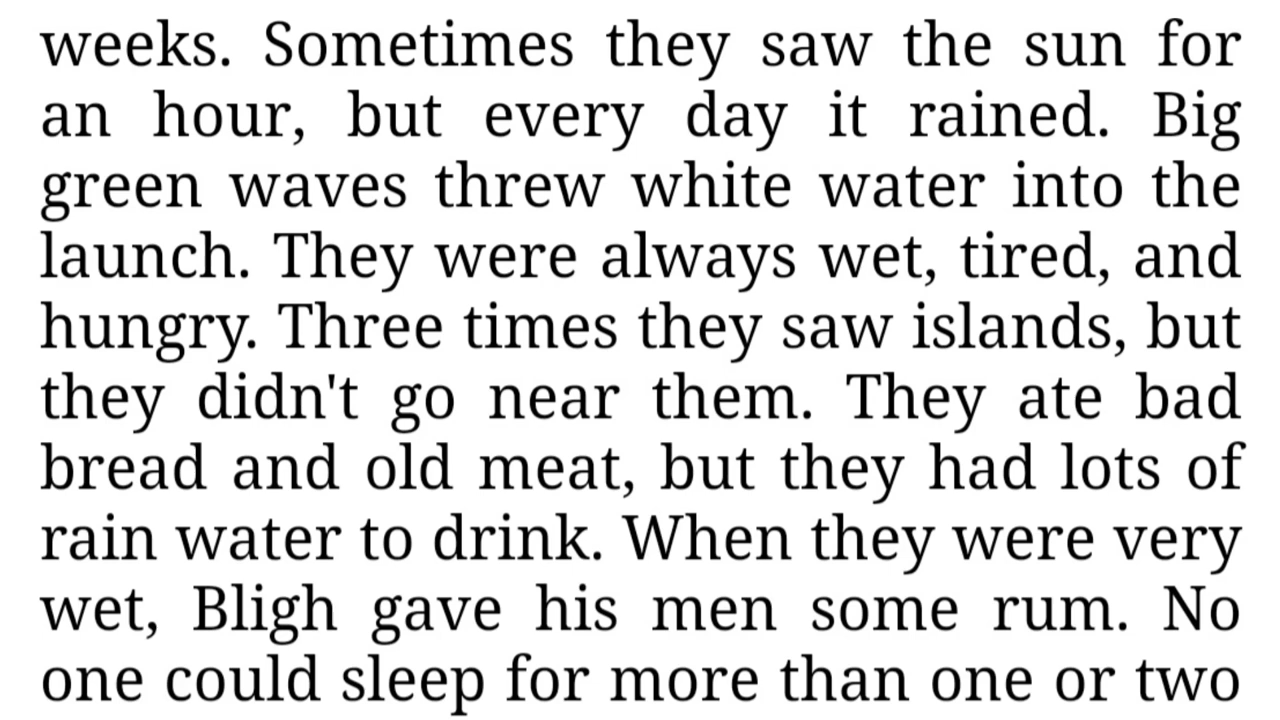 weeks. Sometimes they saw the sun for
an hour, but every day it rained. Big
green waves threw white water into the
launch. They were always wet, tired, and
hungry. Three times they saw islands, but
they didn't go near them. They ate bad
bread and old meat, but they had lots of
rain water to drink. When they were very
wet, Bligh gave his men some rum. No
one could sleep for more than one or two